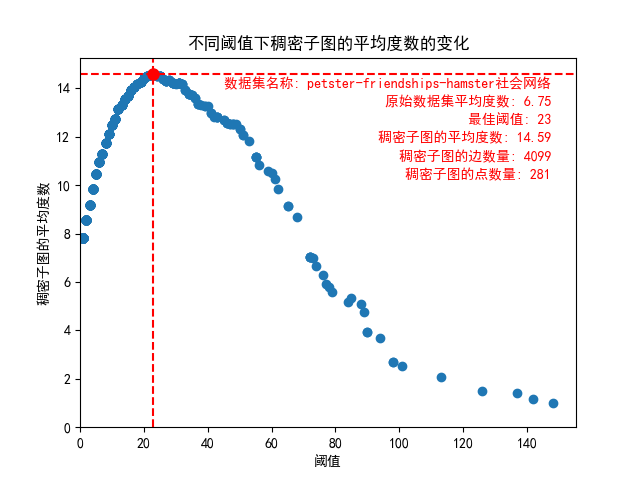 不同阈值下稠密子图的平均度数的变化
数据集名称: petster-friendships-hamster社会网络
原始数据集平均度数: 6.75
最佳阈值: 23
稠密子图的平均度数: 14.59
稠密子图的边数量: 4099
稠密子图的点数量: 281
稠密子图的平均度数
14
12
10
8
6
4
2
0
0 20 40 60 80 100 120 140
阈值